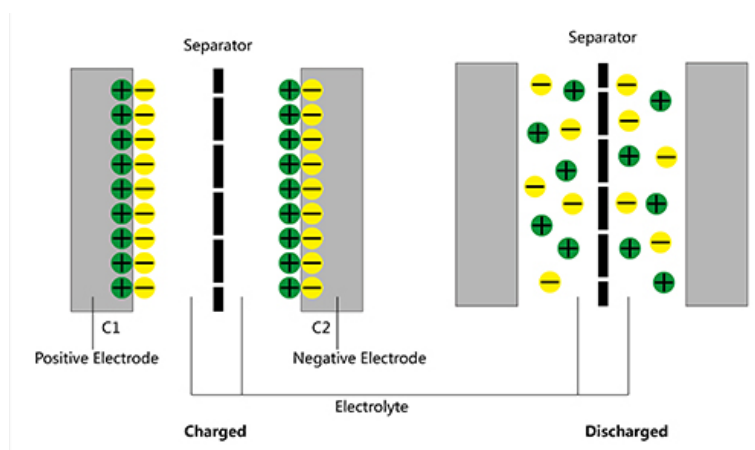 Separator
Separator
C1
C2
Positive Electrode
Negative Electrode
Electrolyte
Charged
Discharged